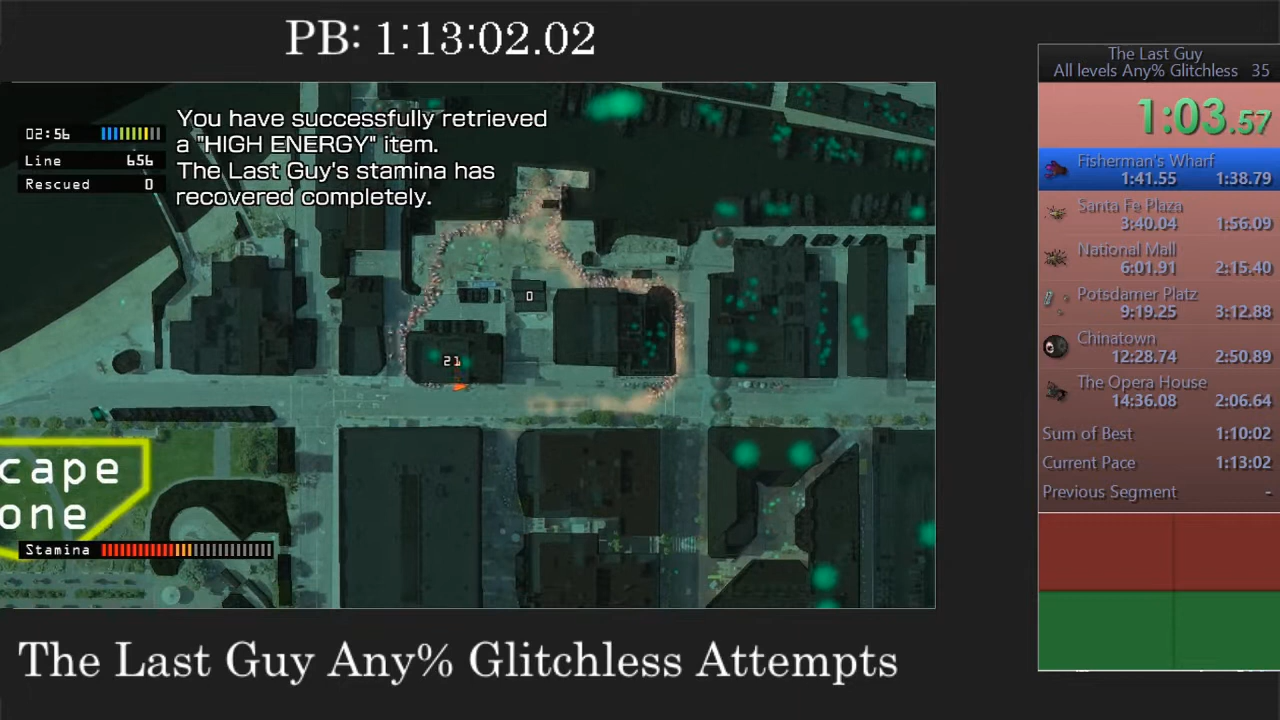 PB: 1:13:02.02
02:56
Line 656
Rescued 0
You have successfully retrieved
a "HIGH ENERGY" item.
The Last Guy's stamina has
recovered completely.
0
21
cape
one
Stamina
The Last Guy Any% Glitchless Attempts
The Last Guy
All levels Any% Glitchless 35
1:03.57
Fisherman's Wharf
1:41.55 1:38.79
Santa Fe Plaza
3:40.04 1:56.09
National Mall
6:01.91 2:15.40
Potsdamer Platz
9:19.25 3:12.88
Chinatown
12:28.74 2:50.89
The Opera House
14:36.08 2:06.64
Sum of Best 1:10:02
Current Pace 1:13:02
Previous Segment -